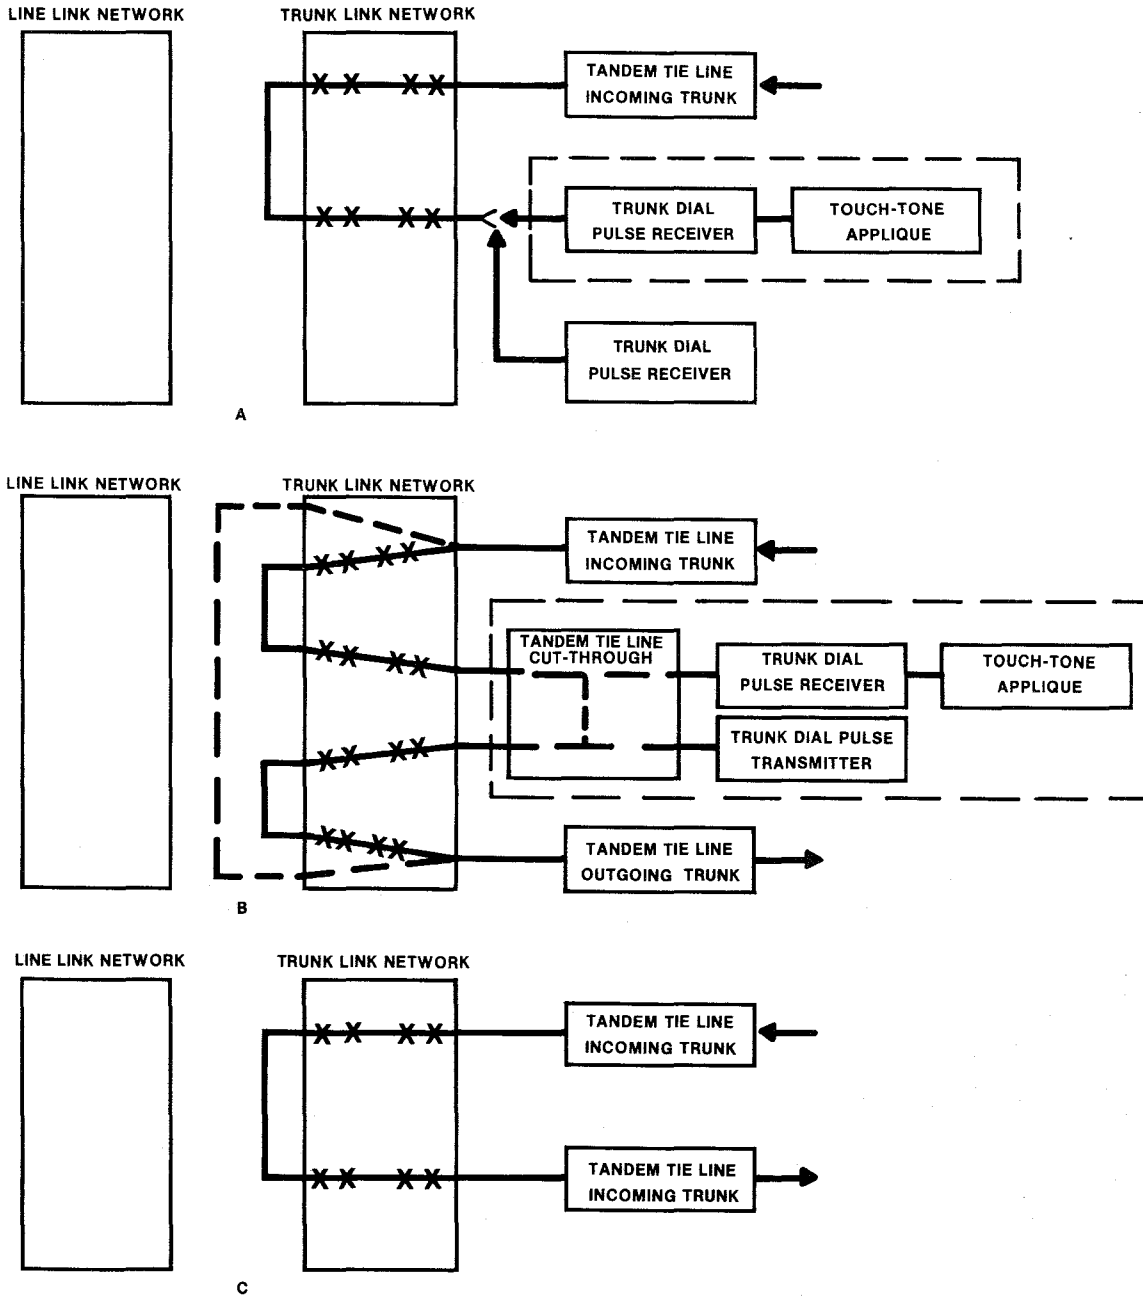 LINE LINK NETWORK
TRUNK LINK NETWORK
TANDEM TIE LINE
INCOMING TRUNK
TRUNK DIAL
PULSE RECEIVER
TOUCH-TONE
APPLIQUE
TRUNK DIAL
PULSE RECEIVER
A
LINE LINK NETWORK
TRUNK LINK NETWORK
TANDEM TIE LINE
INCOMING TRUNK
TANDEM TIE LINE
CUT-THROUGH
TRUNK DIAL
PULSE RECEIVER
TOUCH-TONE
APPLIQUE
TRUNK DIAL PULSE
TRANSMITTER
TANDEM TIE LINE
OUTGOING TRUNK
B
LINE LINK NETWORK
TRUNK LINK NETWORK
TANDEM TIE LINE
INCOMING TRUNK
TANDEM TIE LINE
INCOMING TRUNK
C